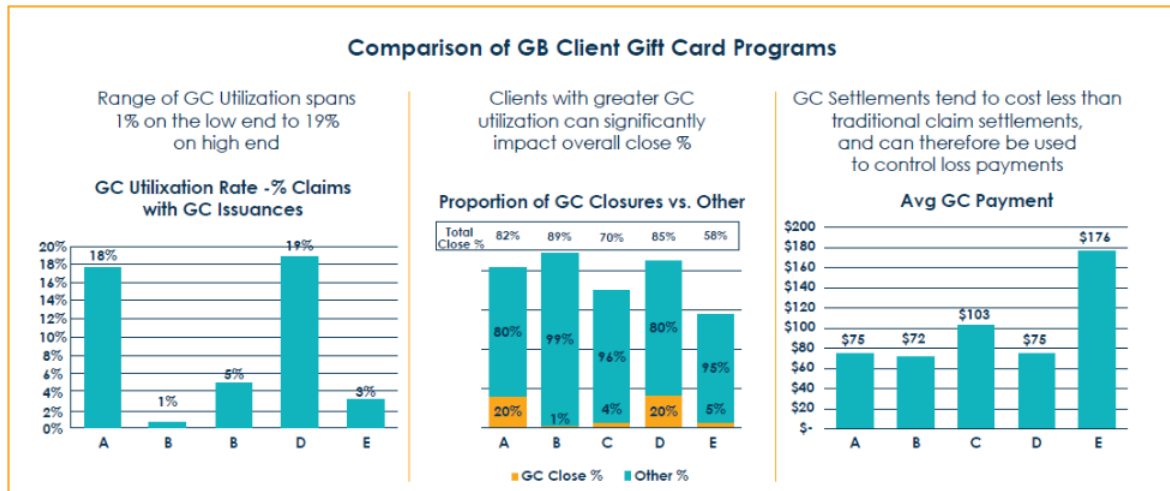 Comparison of GB Client Gift Card Programs
Range of GC Utilization spans
1% on the low end to 19%
on high end
GC Utilixation Rate -% Claims
with GC Issuances
20%
18%
16%
14%
12%
10%
8%
6%
4%
2%
0%
18%
1%
5%
19%
3%
A B B D E
Clients with greater GC
utilization can significantly
impact overall close %
Proportion of GC Closures vs. Other
Total
Close %
82% 89% 70% 85% 58%
80% 99% 96% 80% 95%
20% 1% 4% 20% 5%
A B C D E
GC Close % Other %
GC Settlements tend to cost less than
traditional claim settlements,
and can therefore be used
to control loss payments
Avg GC Payment
$200
$180
$160
$140
$120
$100
$80
$60
$40
$20
$-
$75
$72
$103
$75
$176
A B C D E